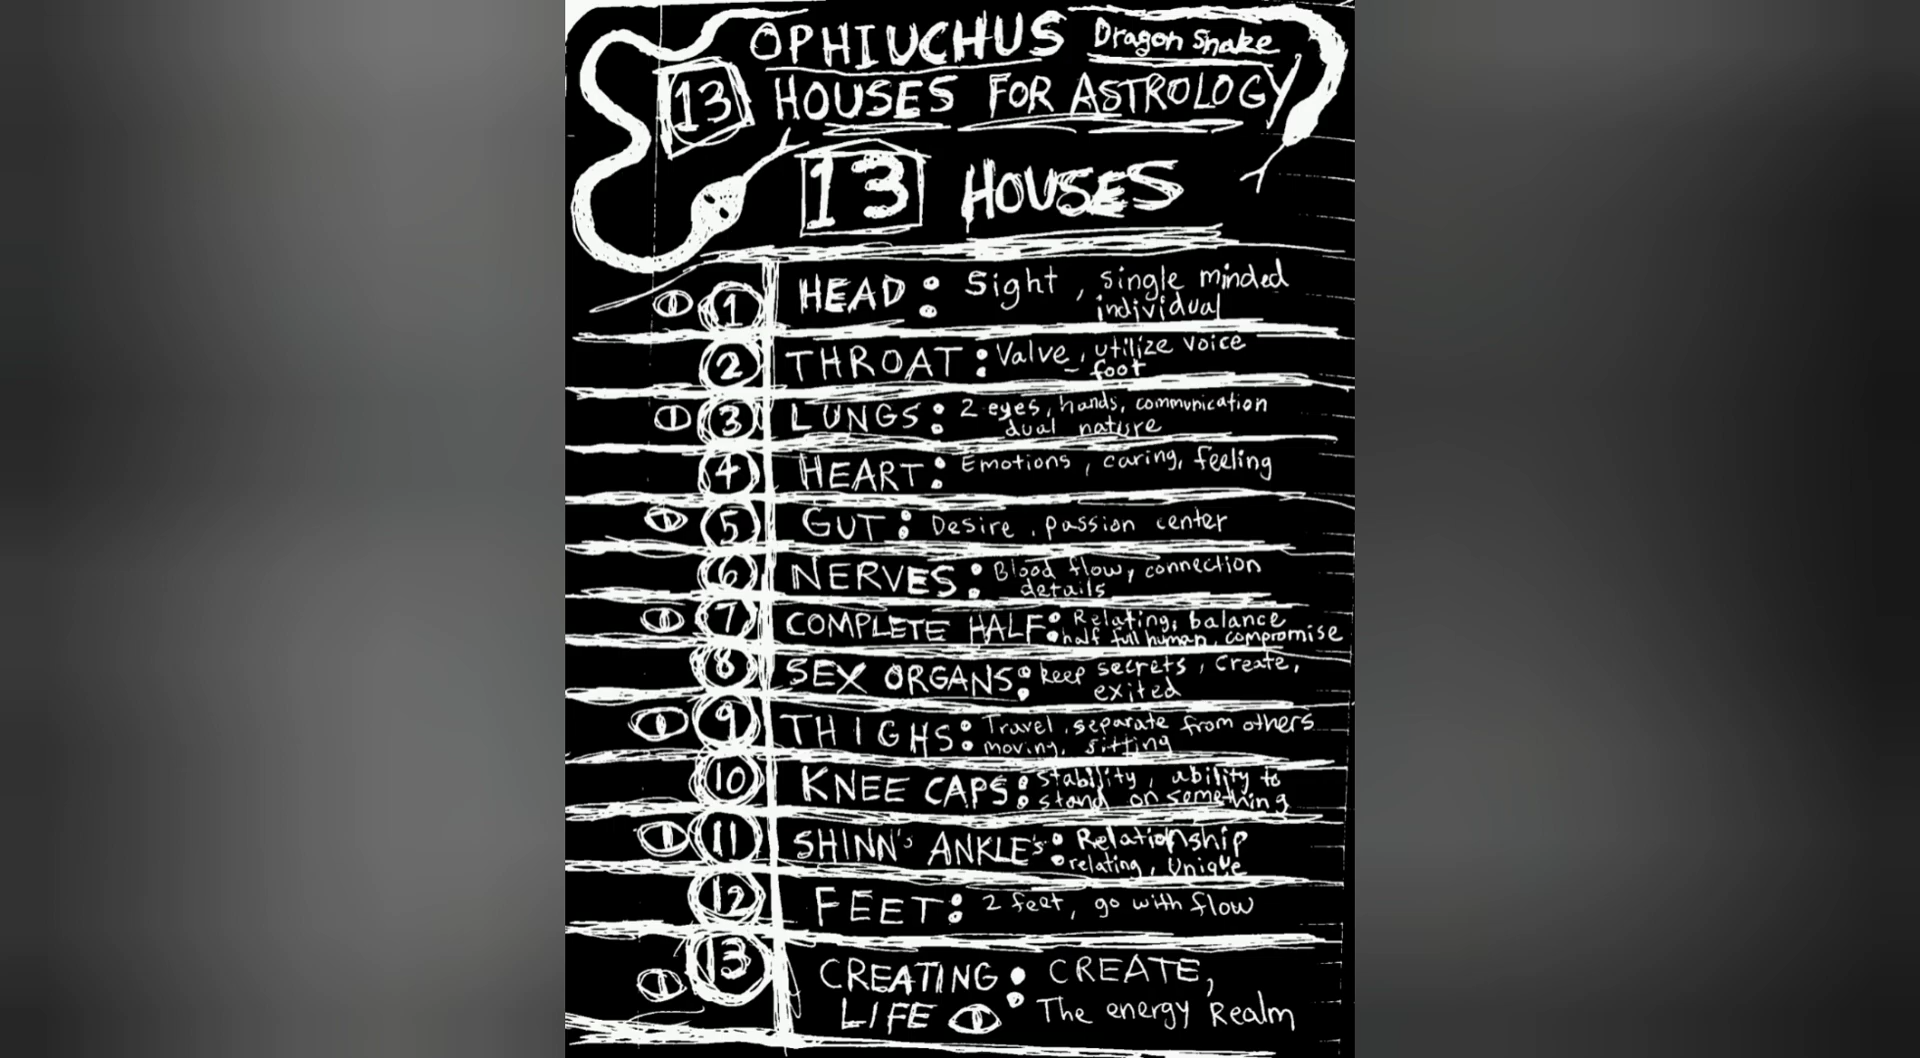 OPHIUCHUS Dragon Snake
13 HOUSES FOR ASTROLOGY
13 HOUSES
1 HEAD: Sight, single minded
individual
2 THROAT: Valve, utilize voice
- foot
3 LUNGS: 2 eyes, hands, communication
dual nature
4 HEART: Emotions, caring, feeling
5 GUT: Desire, passion center
6 NERVES: Blood flow, connection
details
7 COMPLETE HALF: Relating, balance
half full human, compromise
8 SEX ORGANS: keep secrets, create,
exited
9 THIGHS: Travel, separate from others
moving, sitting
10 KNEE CAPS: stability, ability to
stand on something
11 SHINN's ANKLE's: Relationship
relating, Unique
12 FEET: 2 feet, go with flow
13 CREATING: CREATE,
LIFE The energy Realm